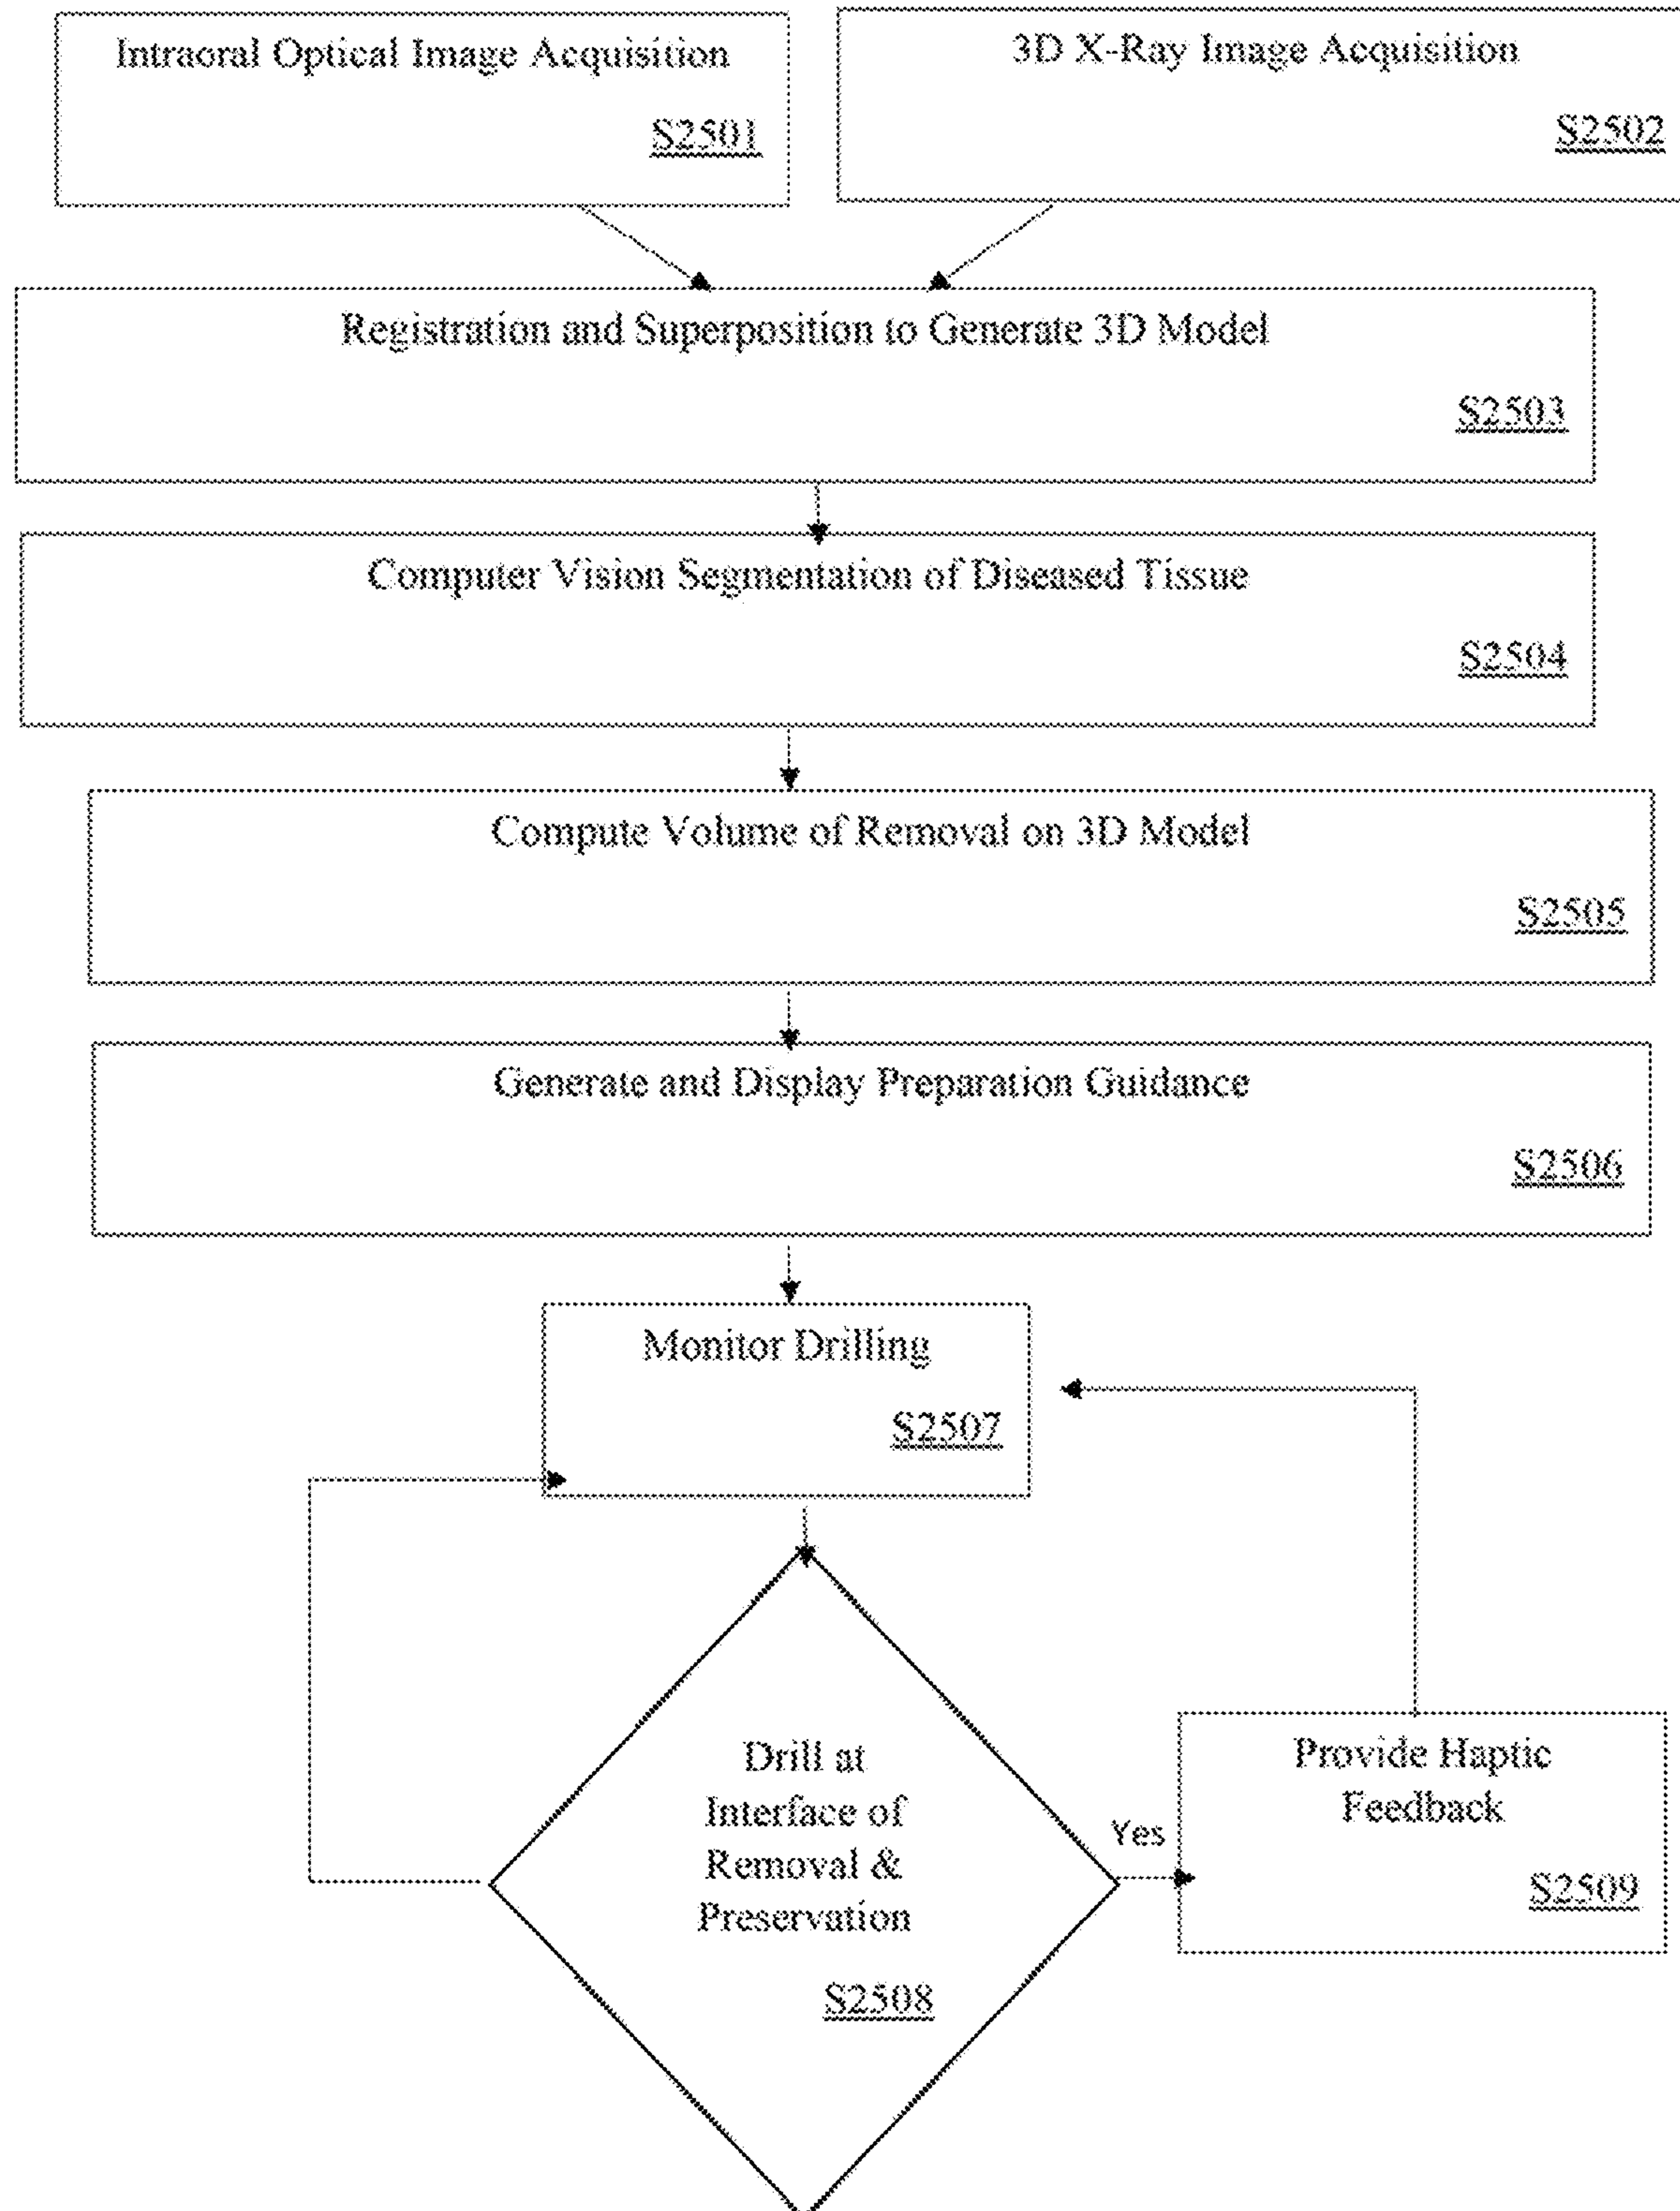 Intraoral Optical Image Acquisition
S2501
3D X-Ray Image Acquisition
S2502
Registration and Superposition to Generate 3D Model
S2503
Computer Vision Segmentation of Diseased Tissue
S2504
Compute Volume of Removal on 3D Model
S2505
Generate and Display Preparation Guidance
S2506
Monitor Drilling
S2507
Drill at
Interface of
Removal &
Preservation
S2508
Yes
Provide Haptic
Feedback
S2509